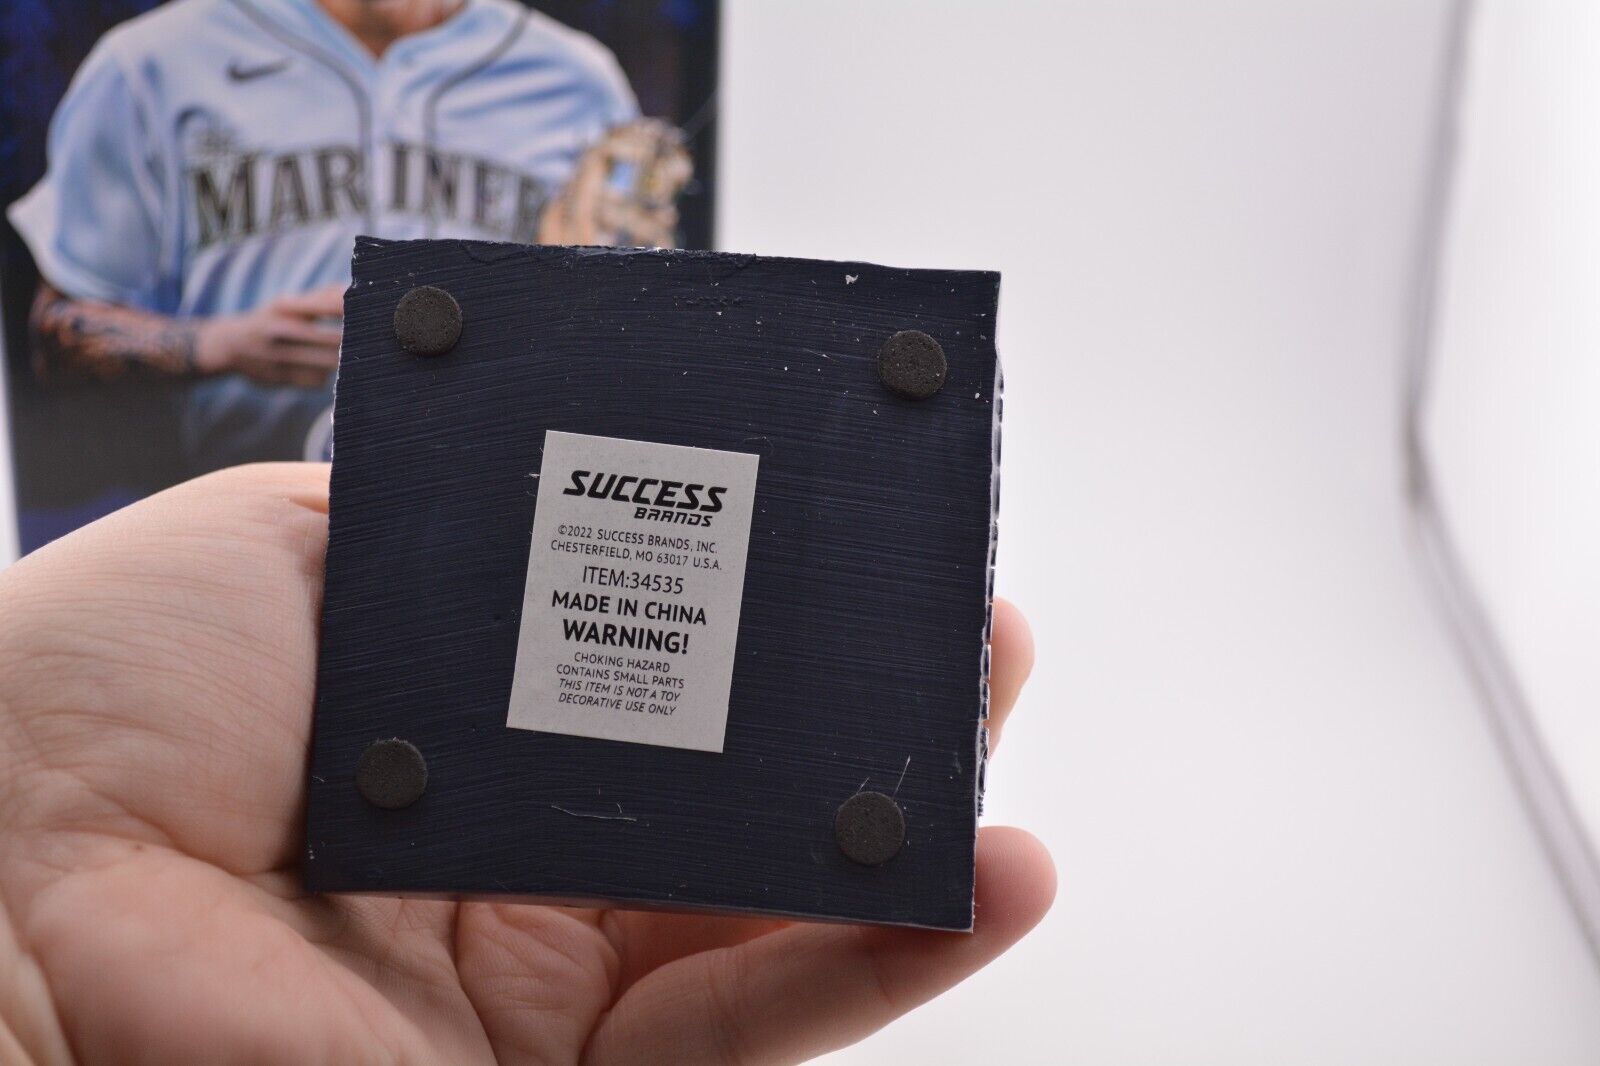 MARINER
SUCCESS
BRANDS
©2022 SUCCESS BRANDS, INC.
CHESTERFIELD, MO 63017 U.S.A.
ITEM:34535
MADE IN CHINA
WARNING!
CHOKING HAZARD
CONTAINS SMALL PARTS
THIS ITEM IS NOT A TOY
DECORATIVE USE ONLY